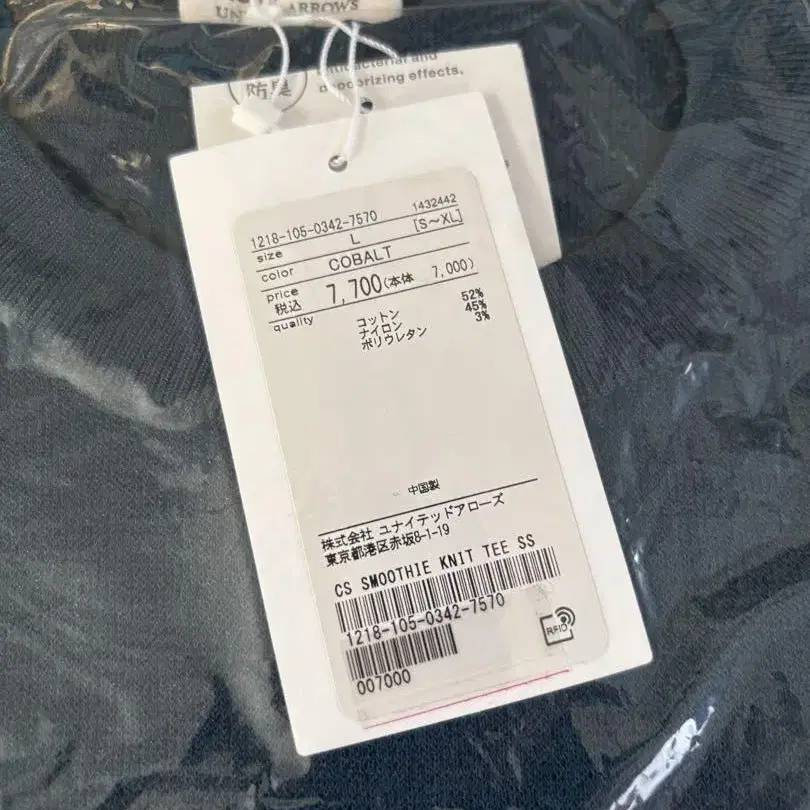 ARROWS
防臭
deodorizing effects.
1432442
1218-105-0342-7570
size L [S～XL]
color COBALT
price
税込 7,700(本体 7,000)
quality コットン 52%
ナイロン 45%
ポリウレタン 3%
中国製
株式会社 ユナイテッドアローズ
東京都港区赤坂8-1-19
CS SMOOTHIE KNIT TEE SS
1218-105-0342-7570
RFID
007000